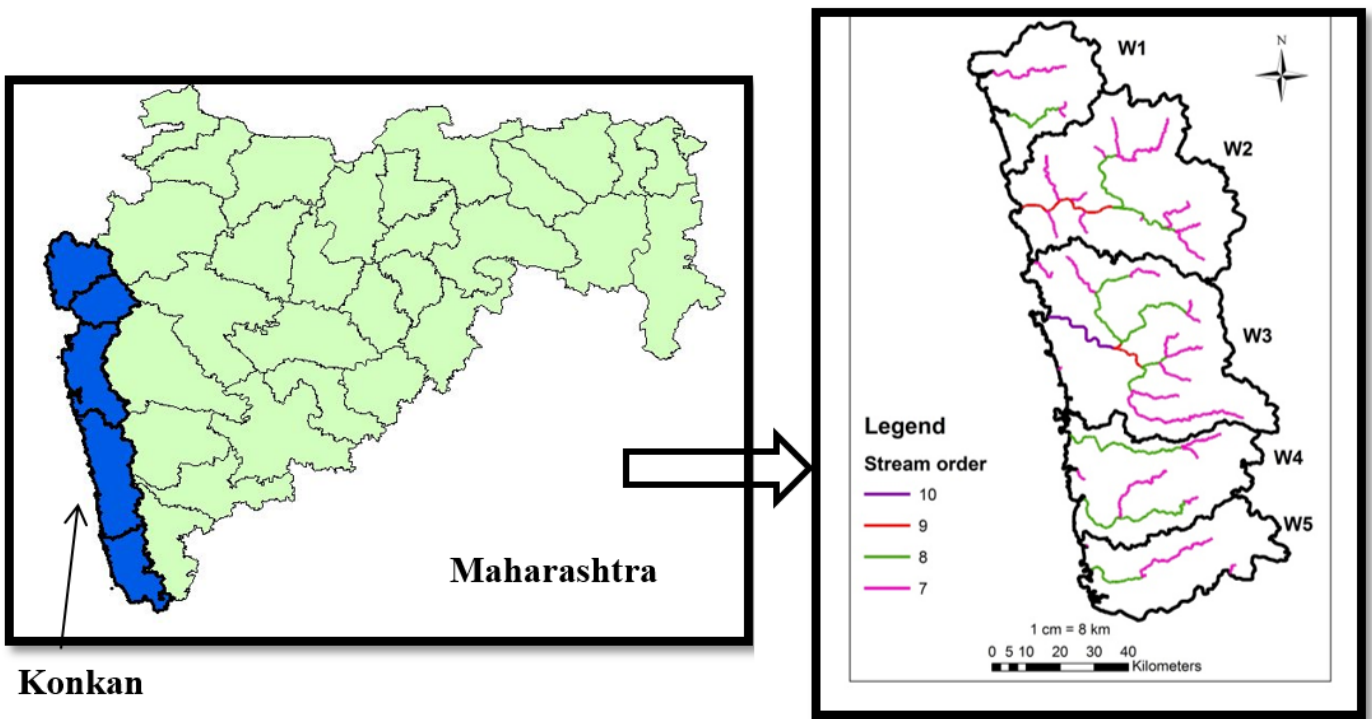 Maharashtra
Konkan
N
W1
W2
W3
W4
W5
Legend
Stream order
10
9
8
7
1 cm = 8 km
0 5 10 20 30 40
Kilometers